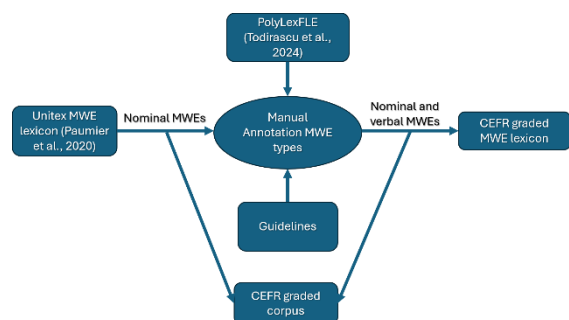 PolyLexFLE
(Todirascu et al.,
2024)
Unitex MWE
lexicon (Paumier et
al., 2020)
Nominal MWEs
Manual
Annotation MWE
types
Nominal and
verbal MWEs
CEFR graded
MWE lexicon
Guidelines
CEFR graded
corpus